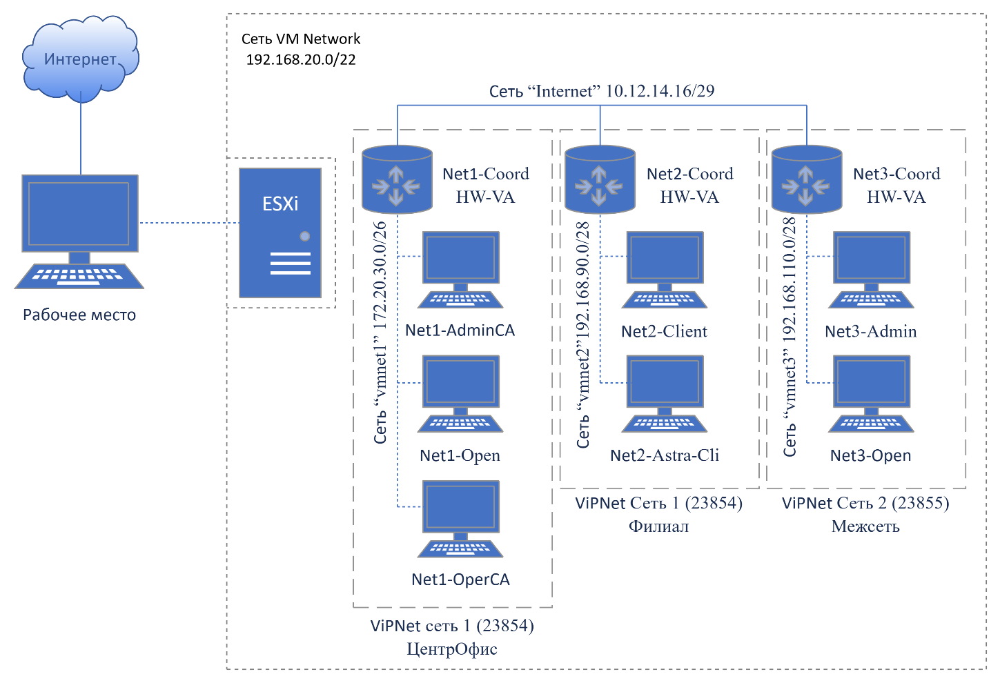 Интернет
Рабочее место
Сеть VM Network
192.168.20.0/22
ESXi
Сеть “Internet” 10.12.14.16/29
Net1-Coord
HW-VA
Сеть “vmnet1” 172.20.30.0/26
Net1-AdminCA
Net1-Open
Net1-OperCA
ViPNet сеть 1 (23854)
ЦентрОфис
Net2-Coord
HW-VA
Сеть “vmnet2”192.168.90.0/28
Net2-Client
Net2-Astra-Cli
ViPNet Сеть 1 (23854)
Филиал
Net3-Coord
HW-VA
Сеть “vmnet3” 192.168.110.0/28
Net3-Admin
Net3-Open
ViPNet Сеть 2 (23855)
Межсеть